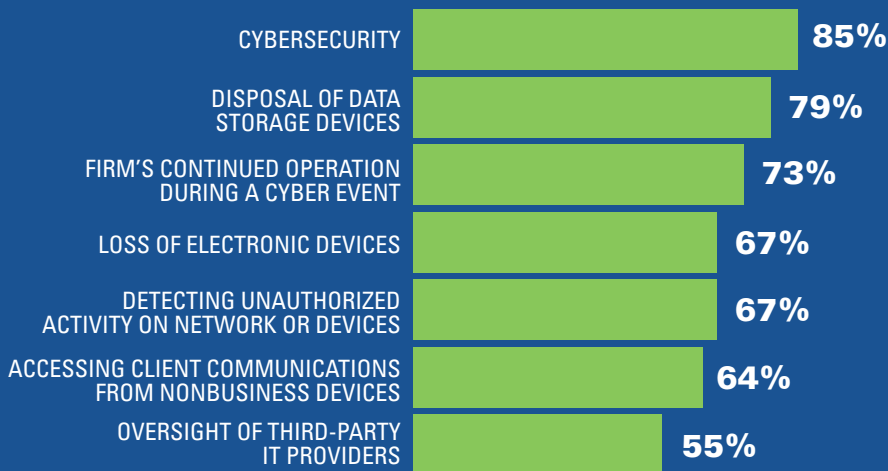 CYBERSECURITY
85%
DISPOSAL OF DATA
STORAGE DEVICES
79%
FIRM'S CONTINUED OPERATION
DURING A CYBER EVENT
73%
LOSS OF ELECTRONIC DEVICES
67%
DETECTING UNAUTHORIZED
ACTIVITY ON NETWORK OR DEVICES
67%
ACCESSING CLIENT COMMUNICATIONS
FROM NONBUSINESS DEVICES
64%
OVERSIGHT OF THIRD-PARTY
IT PROVIDERS
55%